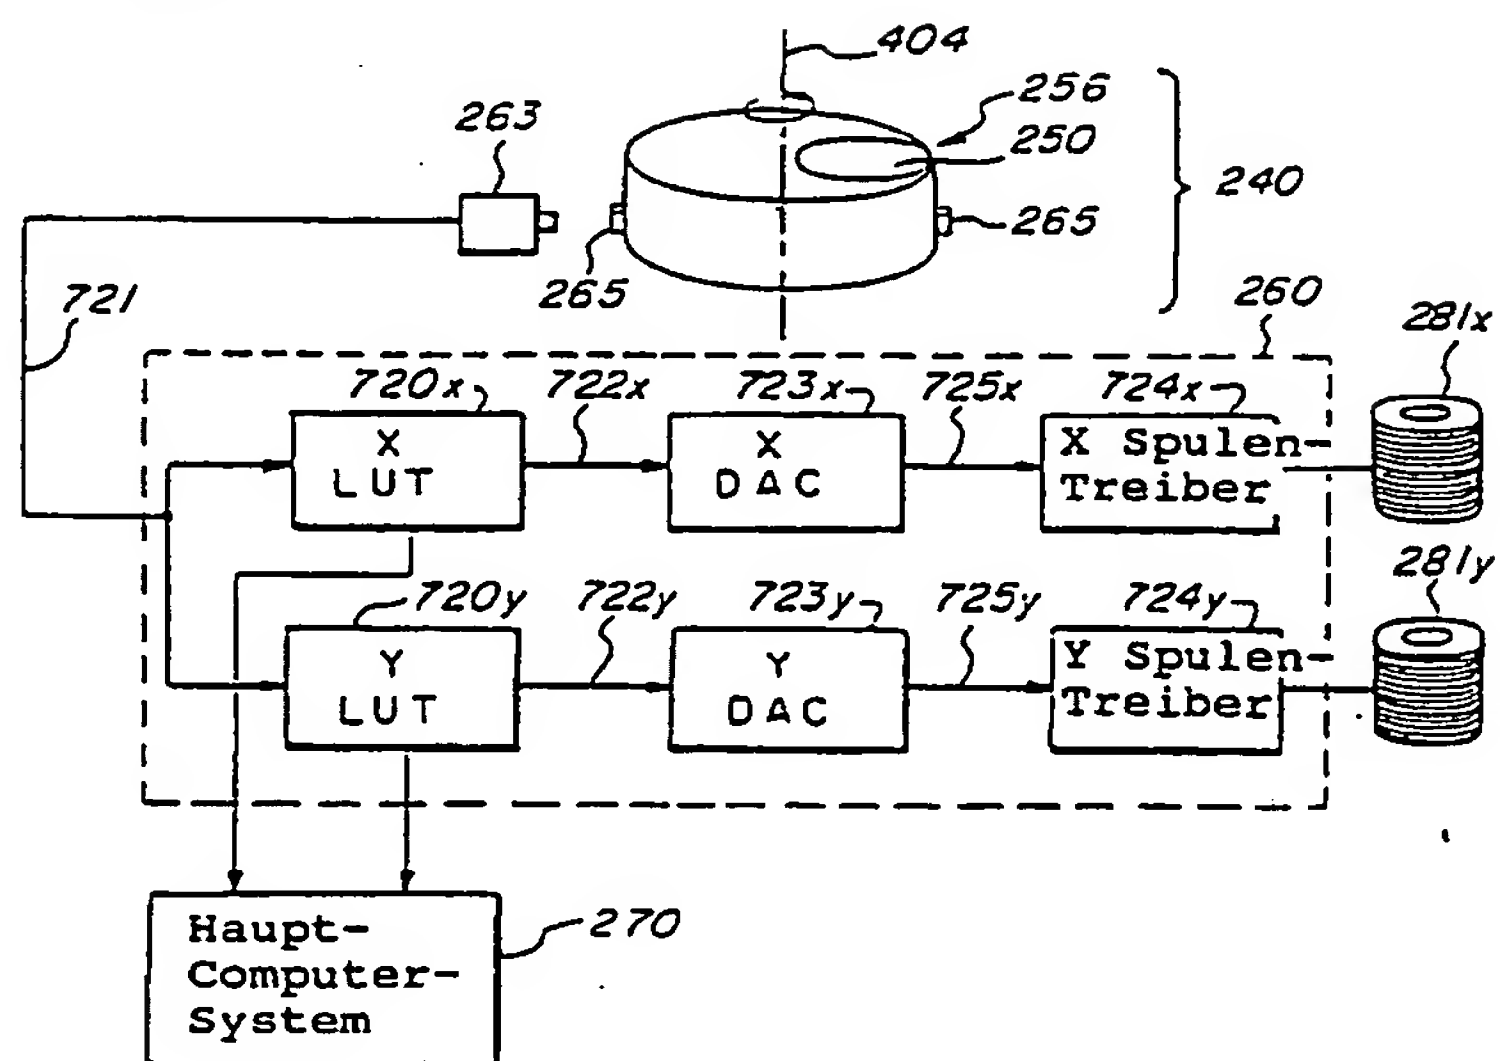 404
256
263
250
240
265
265
721
260
281x
720x 722x 723x 725x 724x
X
LUT
X
DAC
X Spulen-
Treiber
281y
720y 722y 723y 725y 724y
Y
LUT
Y
DAC
Y Spulen-
Treiber
270
Haupt-
Computer-
System